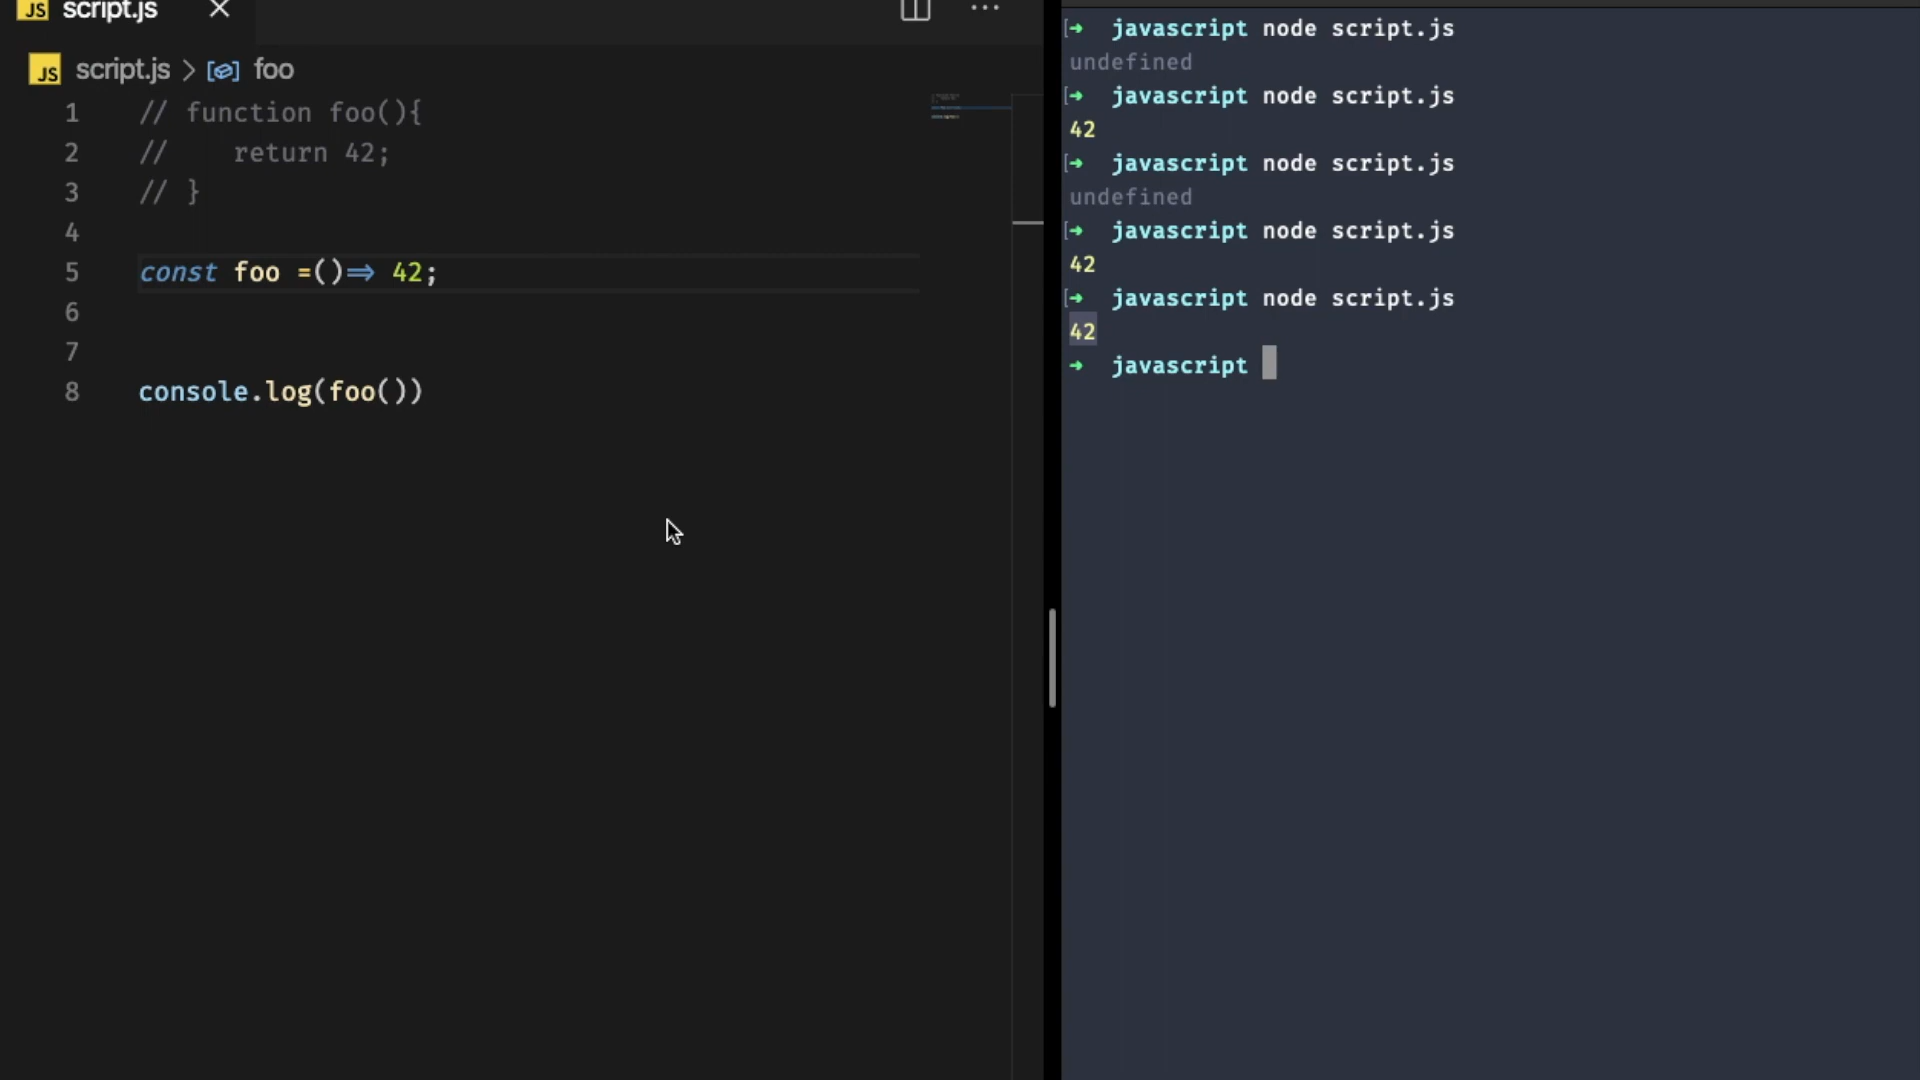 JS script.js ×
JS script.js > foo
1 // function foo(){
2 //    return 42;
3 // }
4
5 const foo =()=> 42;
6
7
8 console.log(foo())
[➜ javascript node script.js
undefined
[➜ javascript node script.js
42
[➜ javascript node script.js
undefined
[➜ javascript node script.js
42
[➜ javascript node script.js
42
➜ javascript